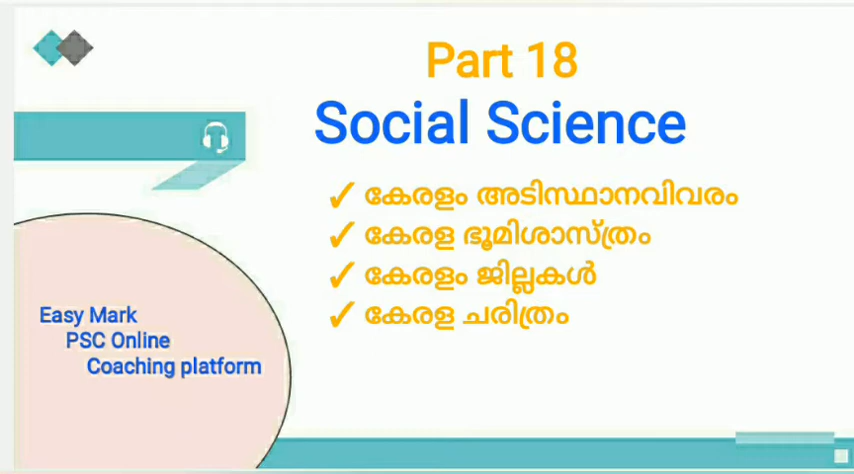 Part 18
Social Science
✓ കേരളം അടിസ്ഥാനവിവരം
✓ കേരള ഭൂമിശാസ്ത്രം
✓ കേരളം ജില്ലകൾ
✓ കേരള ചരിത്രം
Easy Mark
PSC Online
Coaching platform